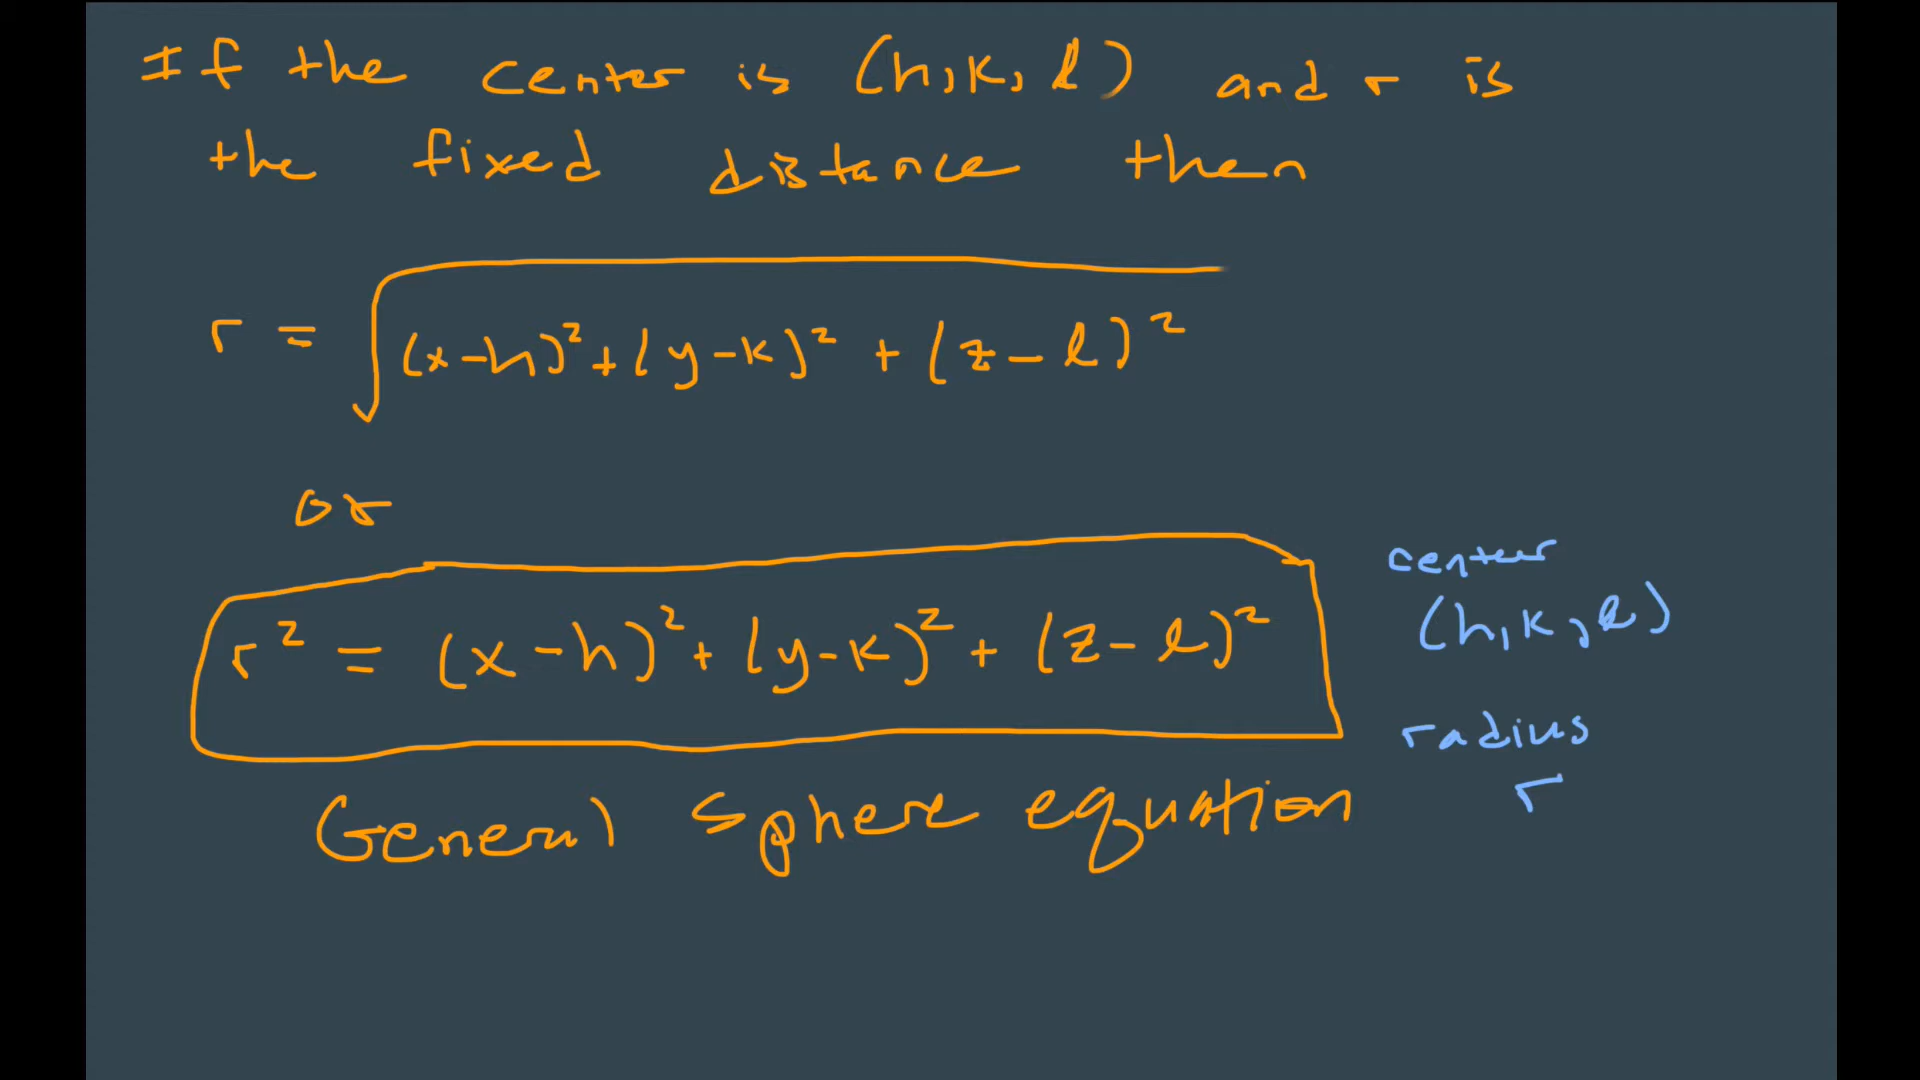 If the center is (h, k, l) and r is
the fixed distance then
r = √((x-h)² + (y-k)² + (z-l)²)
or
r² = (x-h)² + (y-k)² + (z-l)²
center
(h, k, l)
radius
r
General sphere equation